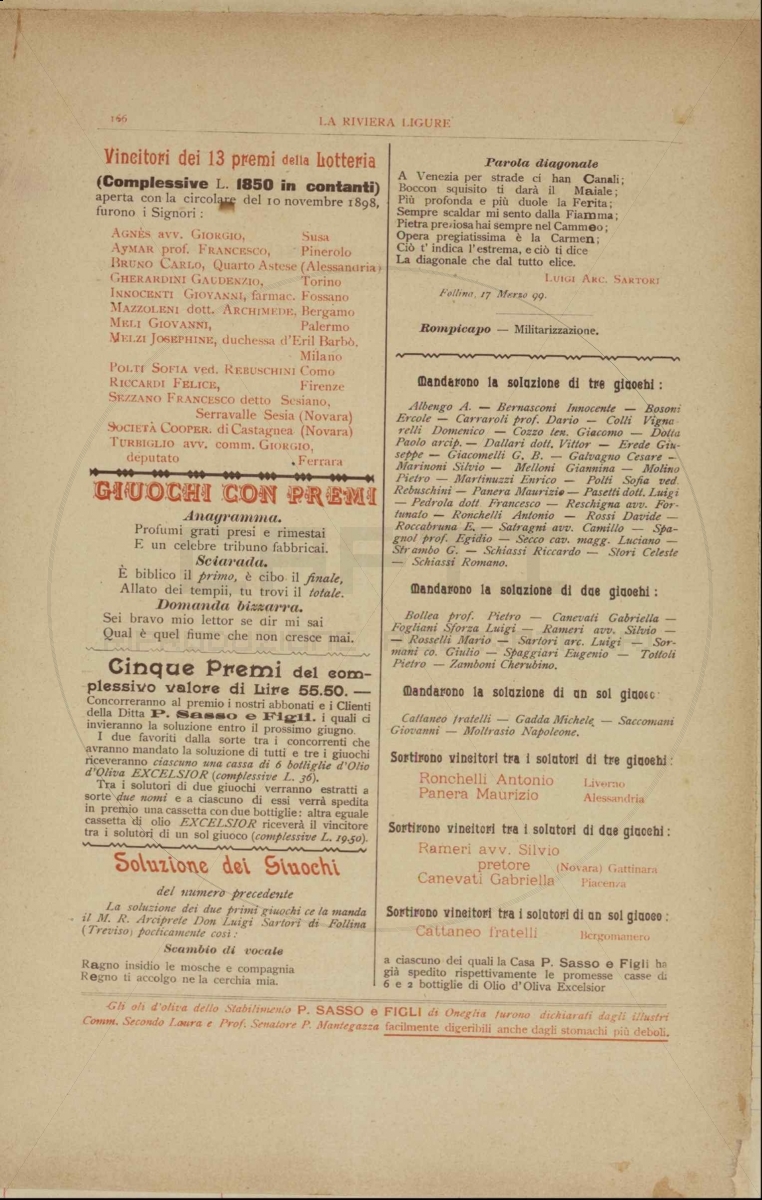 166
LA RIVIERA LIGURE
Vincitori dei 13 premi della Lotteria
(Complessive L. 1850 in contanti)
aperta con la circolare del 10 novembre 1898,
furono i Signori :
AGNÈS avv. GIORGIO, Susa
AYMAR prof. FRANCESCO, Pinerolo
BRUNO CARLO, Quarto Astese (Alessandria)
GHERARDINI GAUDENZIO, Torino
INNOCENTI GIOVANNI, farmac. Fossano
MAZZOLENI dott. ARCHIMEDE, Bergamo
MELI GIOVANNI, Palermo
MELZI JOSEPHINE, duchessa d'Eril Barbò,
Milano
POLTI SOFIA ved. REBUSCHINI Como
RICCARDI FELICE, Firenze
SEZZANO FRANCESCO detto Sesiano,
Serravalle Sesia (Novara)
SOCIETÀ COOPER. di Castagnea (Novara)
TURBIGLIO avv. comm. GIORGIO,
deputato Ferrara
GIUOCHI CON PREMI
Anagramma.
Profumi grati presi e rimestai
E un celebre tribuno fabbricai.
Sciarada.
È biblico il primo, è cibo il finale,
Allato dei tempii, tu trovi il totale.
Domanda bizzarra.
Sei bravo mio lettor se dir mi sai
Qual è quel fiume che non cresce mai.
Cinque Premi del com-
plessivo valore di Lire 55.50. —
Concorreranno al premio i nostri abbonati e i Clienti
della Ditta P. Sasso e Figli. i quali ci
invieranno la soluzione entro il prossimo giugno.
I due favoriti dalla sorte tra i concorrenti che
avranno mandato la soluzione di tutti e tre i giuochi
riceveranno ciascuno una cassa di 6 bottiglie d'Olio
d'Oliva EXCELSIOR (complessive L. 36).
Tra i solutori di due giuochi verranno estratti a
sorte due nomi e a ciascuno di essi verrà spedita
in premio una cassetta con due bottiglie: altra eguale
cassetta di olio EXCELSIOR riceverà il vincitore
tra i solutori di un sol giuoco (complessive L. 19.50).
Soluzione dei Giuochi
del numero precedente
La soluzione dei due primi giuochi ce la manda
il M. R. Arciprete Don Luigi Sartori di Follina
(Treviso) poeticamente così :
Scambio di vocale
Ragno insidio le mosche e compagnia
Regno ti accolgo ne la cerchia mia.
Parola diagonale
A Venezia per strade ci han Canali;
Boccon squisito ti darà il Maiale;
Più profonda e più duole la Ferita;
Sempre scaldar mi sento dalla Fiamma;
Pietra preziosa hai sempre nel Cammeo;
Opera pregiatissima è la Carmen;
Ciò t' indica l'estrema, e ciò ti dice
La diagonale che dal tutto elice.
LUIGI ARC. SARTORI
Follina, 17 Marzo 99.
Rompicapo — Militarizzazione.
Mandarono la soluzione di tre giuochi :
Albengo A. — Bernasconi Innocente — Bosoni
Ercole — Carraroli prof. Dario — Colli Vigna-
relli Domenico — Cozzo ten. Giacomo — Dotta
Paolo arcip. — Dallari dott. Vittor — Erede Giu-
seppe — Giacomelli G. B. — Galvagno Cesare —
Marinoni Silvio — Melloni Giannina — Molino
Pietro — Martinuzzi Enrico — Polti Sofia ved.
Rebuschini — Panera Maurizio — Pasetti dott. Luigi
— Pedrola dott. Francesco — Reschigna avv. For-
tunato — Ronchelli Antonio — Rossi Davide —
Roccabruna E. — Satragni avv. Camillo — Spa-
gnol prof. Egidio — Secco cav. magg. Luciano —
Strambo G. — Schiassi Riccardo — Stori Celeste
— Schiassi Romano.
Mandarono la soluzione di due giuochi :
Bollea prof. Pietro — Canevati Gabriella —
Fogliani Sforza Luigi — Rameri avv. Silvio —
— Rosselli Mario — Sartori arc. Luigi — Sor-
mani co. Giulio — Spaggiari Eugenio — Tottoli
Pietro — Zamboni Cherubino.
Mandarono la soluzione di un sol giuoco:
Cattaneo fratelli — Gadda Michele — Saccomani
Giovanni — Moltrasio Napoleone.
Sortirono vincitori tra i solutori di tre giuochi :
Ronchelli Antonio Livorno
Panera Maurizio Alessandria
Sortirono vincitori tra i solutori di due giuochi :
Rameri avv. Silvio
pretore (Novara) Gattinara
Canevati Gabriella Piacenza
Sortirono vincitori tra i solutori di un sol giuoco :
Cattaneo fratelli Borgomanero
a ciascuno dei quali la Casa P. Sasso e Figli ha
già spedito rispettivamente le promesse casse di
6 e 2 bottiglie di Olio d'Oliva Excelsior
Gli oli d'oliva dello Stabilimento P. SASSO e FIGLI di Oneglia furono dichiarati dagli illustri
Comm. Secondo Laura e Prof. Senatore P. Mantegazza facilmente digeribili anche dagli stomachi più deboli.